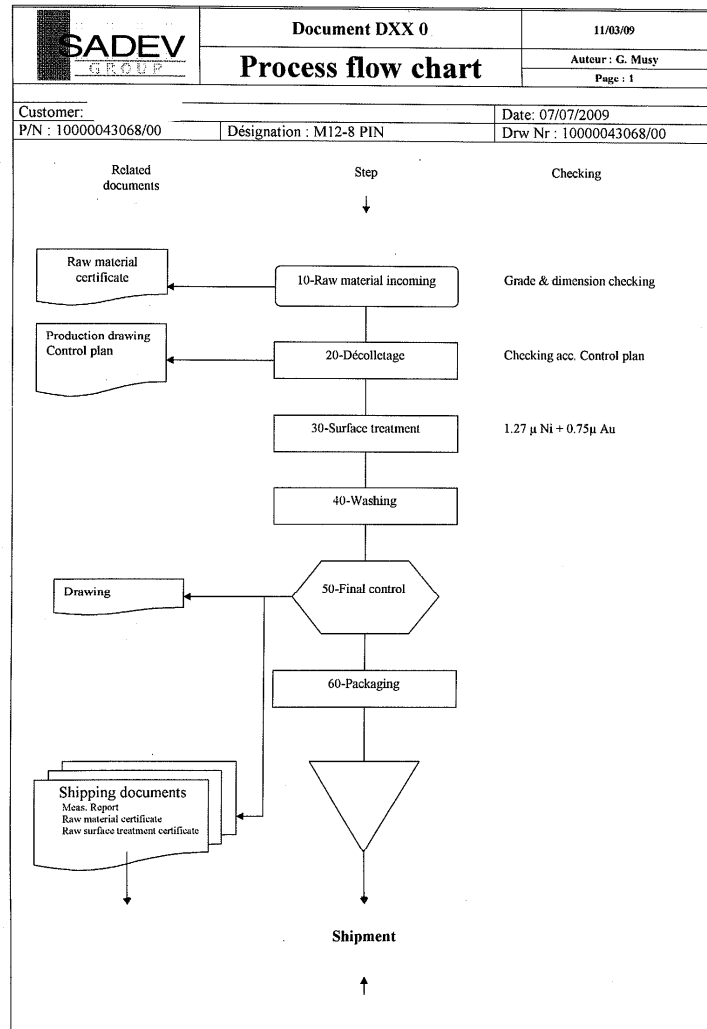 SADEV
GROUP
Document DXX 0
Process flow chart
11/03/09
Auteur : G. Musy
Page : 1
Customer:
Date: 07/07/2009
P/N : 10000043068/00
Désignation : M12-8 PIN
Drw Nr : 10000043068/00
Related
documents
Step
Checking
Raw material
certificate
10-Raw material incoming
Grade & dimension checking
Production drawing
Control plan
20-Décolletage
Checking acc. Control plan
30-Surface treatment
1.27 µ Ni + 0.75µ Au
40-Washing
50-Final control
Drawing
60-Packaging
Shipping documents
Meas. Report
Raw material certificate
Raw surface treatment certificate
Shipment